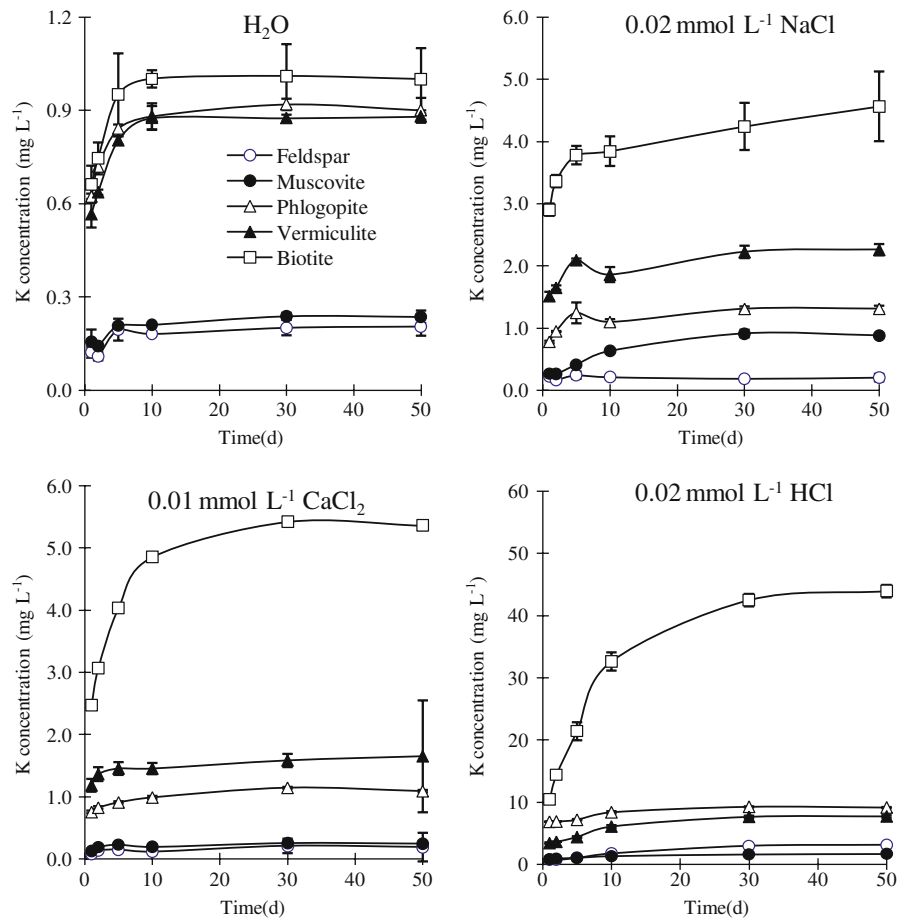 H₂O
K concentration (mg L⁻¹)
1.2
0.9
0.6
0.3
0.0
Feldspar
Muscovite
Phlogopite
Vermiculite
Biotite
0 10 20 30 40 50
Time(d)
0.02 mmol L⁻¹ NaCl
K concentration (mg L⁻¹)
6.0
5.0
4.0
3.0
2.0
1.0
0.0
0 10 20 30 40 50
Time(d)
0.01 mmol L⁻¹ CaCl₂
K concentration (mg L⁻¹)
6.0
5.0
4.0
3.0
2.0
1.0
0.0
0 10 20 30 40 50
Time(d)
0.02 mmol L⁻¹ HCl
K concentration (mg L⁻¹)
60
50
40
30
20
10
0
0 10 20 30 40 50
Time(d)